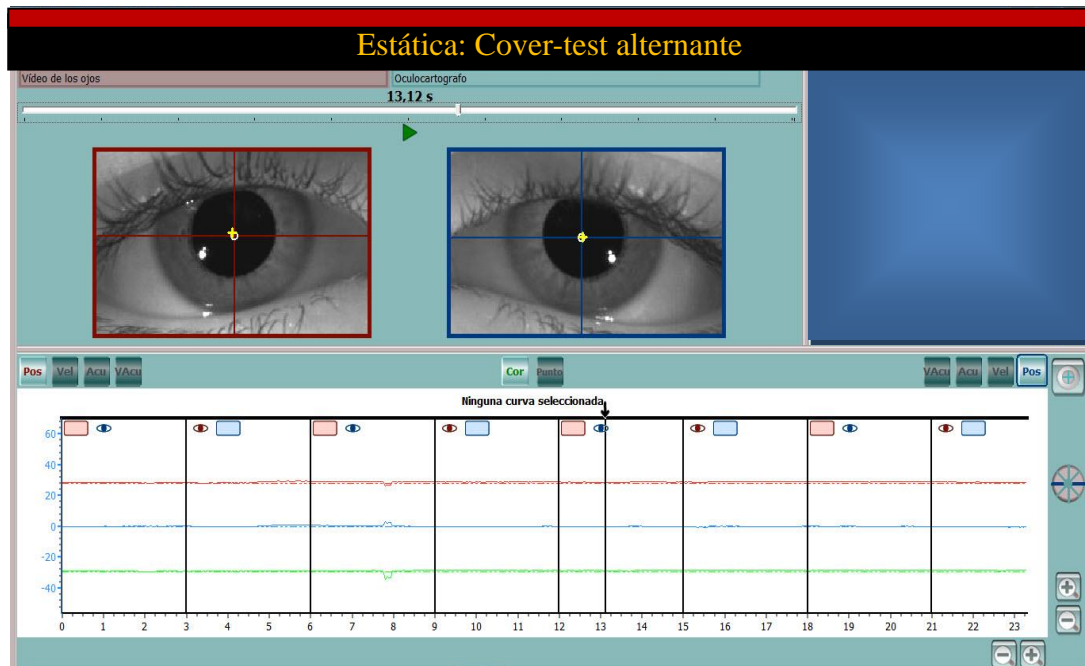 Estática: Cover-test alternante
Vídeo de los ojos
Oculocartografo
13,12 s
Pos Vel Acu VAcu
Cor Punto
VAcu Acu Vel Pos
Ninguna curva seleccionada
60
40
20
0
-20
-40
0 1 2 3 4 5 6 7 8 9 10 11 12 13 14 15 16 17 18 19 20 21 22 23